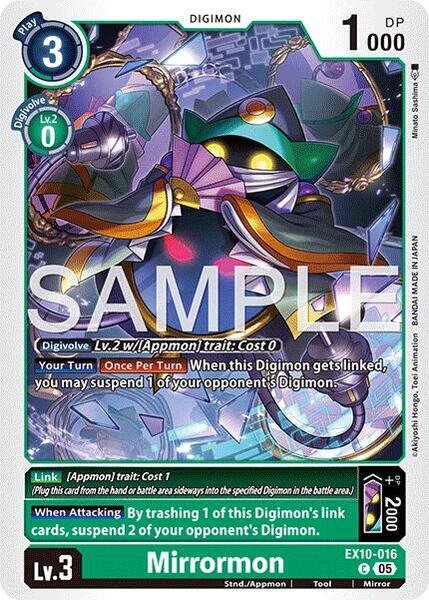 DIGIMON
Play
3
DP
1000
Digivolve
Lv.2
0
Minato Sashima
SAMPLE
Digivolve Lv.2 w/[Appmon] trait: Cost 0
Your Turn Once Per Turn When this Digimon gets linked,
you may suspend 1 of your opponent's Digimon.
©Akiyoshi Hongo, Toei Animation BANDAI MADE IN JAPAN
Link [Appmon] trait: Cost 1
(Plug this card from the hand or battle area sideways into the specified Digimon in the battle area.)
When Attacking By trashing 1 of this Digimon's link
cards, suspend 2 of your opponent's Digimon.
DP
+2000
Lv.3
Mirrormon
EX10-016
C 05
Stnd./Appmon | Tool | Mirror